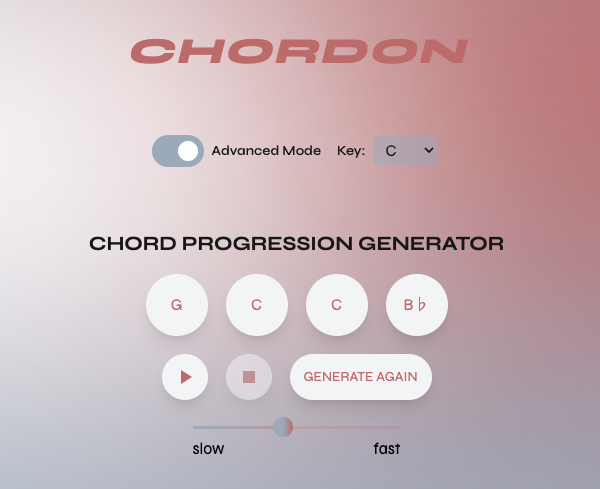 CHORDON
Advanced Mode Key: C
CHORD PROGRESSION GENERATOR
G C C B♭
GENERATE AGAIN
slow fast